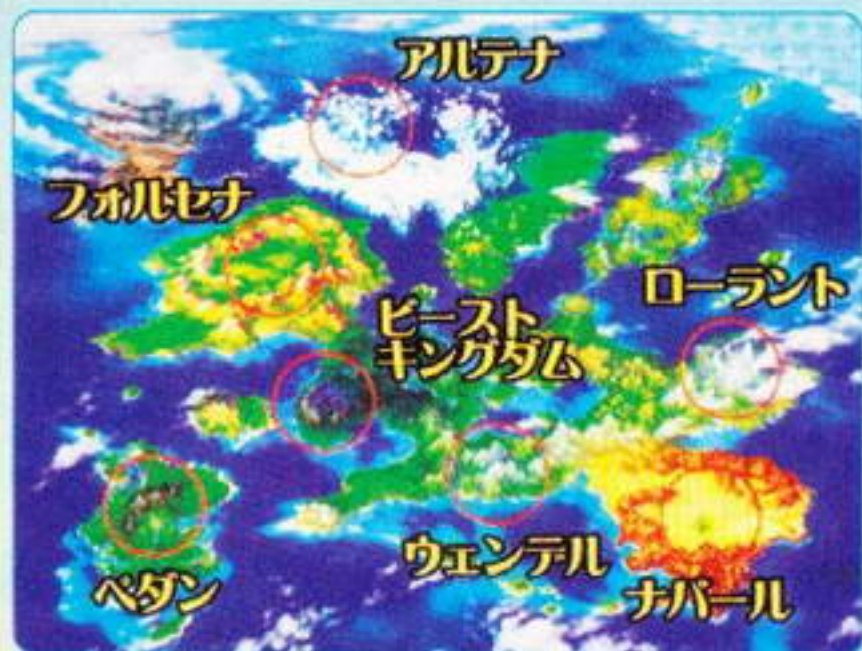 アルテナ
フォルセナ
ローラント
ビースト
キングダム
ウェンデル
ペダン
ナバール